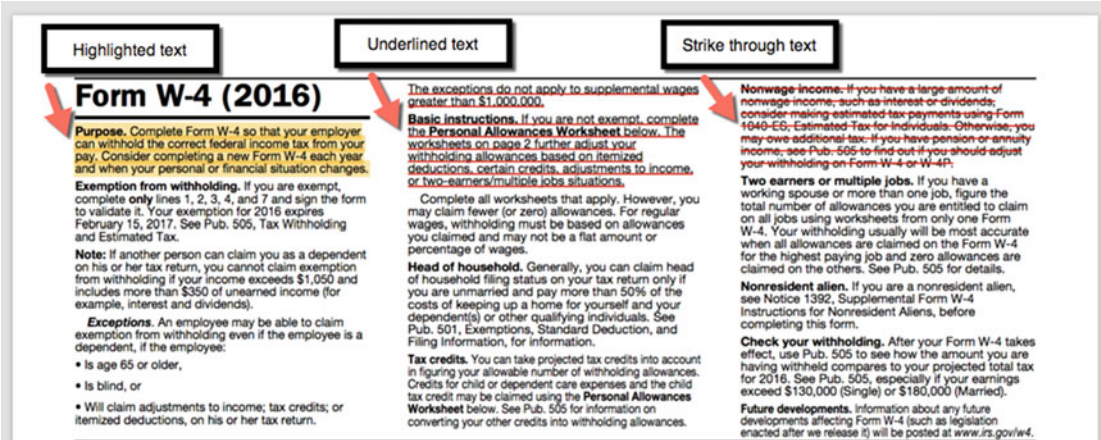 Highlighted text
Underlined text
Strike through text
Form W-4 (2016)
Purpose. Complete Form W-4 so that your employer
can withhold the correct federal income tax from your
pay. Consider completing a new Form W-4 each year
and when your personal or financial situation changes.
Exemption from withholding. If you are exempt,
complete only lines 1, 2, 3, 4, and 7 and sign the form
to validate it. Your exemption for 2016 expires
February 15, 2017. See Pub. 505, Tax Withholding
and Estimated Tax.
Note: If another person can claim you as a dependent
on his or her tax return, you cannot claim exemption
from withholding if your income exceeds $1,050 and
includes more than $350 of unearned income (for
example, interest and dividends).
Exceptions. An employee may be able to claim
exemption from withholding even if the employee is a
dependent, if the employee:
• Is age 65 or older,
• Is blind, or
• Will claim adjustments to income; tax credits; or
itemized deductions, on his or her tax return.
The exceptions do not apply to supplemental wages
greater than $1,000,000.
Basic instructions. If you are not exempt, complete
the Personal Allowances Worksheet below. The
worksheets on page 2 further adjust your
withholding allowances based on itemized
deductions, certain credits, adjustments to income,
or two-earners/multiple jobs situations.
Complete all worksheets that apply. However, you
may claim fewer (or zero) allowances. For regular
wages, withholding must be based on allowances
you claimed and may not be a flat amount or
percentage of wages.
Head of household. Generally, you can claim head
of household filing status on your tax return only if
you are unmarried and pay more than 50% of the
costs of keeping up a home for yourself and your
dependent(s) or other qualifying individuals. See
Pub. 501, Exemptions, Standard Deduction, and
Filing Information, for information.
Tax credits. You can take projected tax credits into account
in figuring your allowable number of withholding allowances.
Credits for child or dependent care expenses and the child
tax credit may be claimed using the Personal Allowances
Worksheet below. See Pub. 505 for information on
converting your other credits into withholding allowances.
Nonwage income. If you have a large amount of
nonwage income, such as interest or dividends,
consider making estimated tax payments using Form
1040-ES, Estimated Tax for Individuals. Otherwise, you
may owe additional tax. If you have pension or annuity
income, see Pub. 505 to find out if you should adjust
your withholding on Form W-4 or W-4P.
Two earners or multiple jobs. If you have a
working spouse or more than one job, figure the
total number of allowances you are entitled to claim
on all jobs using worksheets from only one Form
W-4. Your withholding usually will be most accurate
when all allowances are claimed on the Form W-4
for the highest paying job and zero allowances are
claimed on the others. See Pub. 505 for details.
Nonresident alien. If you are a nonresident alien,
see Notice 1392, Supplemental Form W-4
Instructions for Nonresident Aliens, before
completing this form.
Check your withholding. After your Form W-4 takes
effect, use Pub. 505 to see how the amount you are
having withheld compares to your projected total tax
for 2016. See Pub. 505, especially if your earnings
exceed $130,000 (Single) or $180,000 (Married).
Future developments. Information about any future
developments affecting Form W-4 (such as legislation
enacted after we release it) will be posted at www.irs.gov/w4.